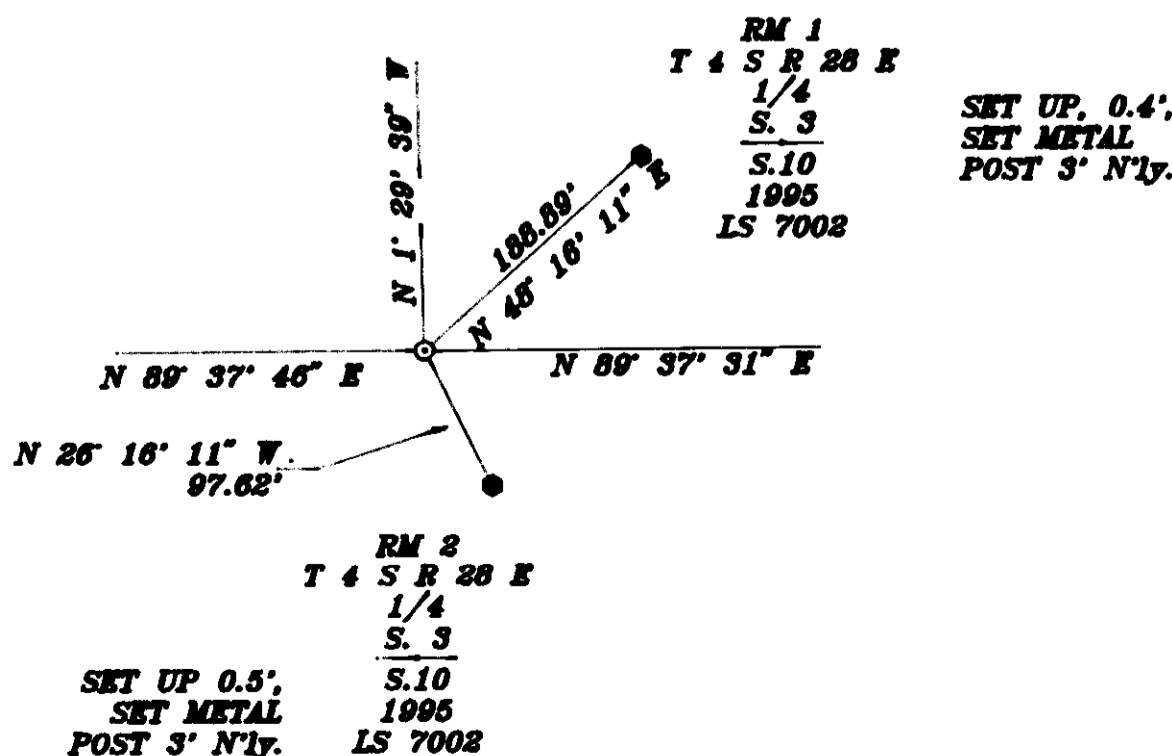 RM 1
T 4 S R 28 E
1/4
S. 3
S.10
1995
LS 7002
SET UP, 0.4',
SET METAL
POST 3' N'ly.
N 1° 29' 39" W
188.89'
N 48° 16' 11" E
N 89° 37' 46" E
N 89° 37' 31" E
N 26° 16' 11" W
97.62'
RM 2
T 4 S R 28 E
1/4
S. 3
S.10
1995
LS 7002
SET UP 0.5',
SET METAL
POST 3' N'ly.